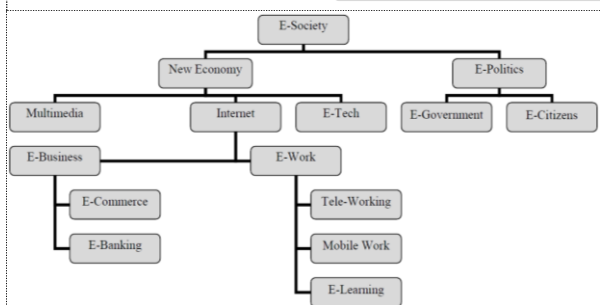 E-Society
New Economy
E-Politics
Multimedia
Internet
E-Tech
E-Government
E-Citizens
E-Business
E-Work
E-Commerce
Tele-Working
E-Banking
Mobile Work
E-Learning